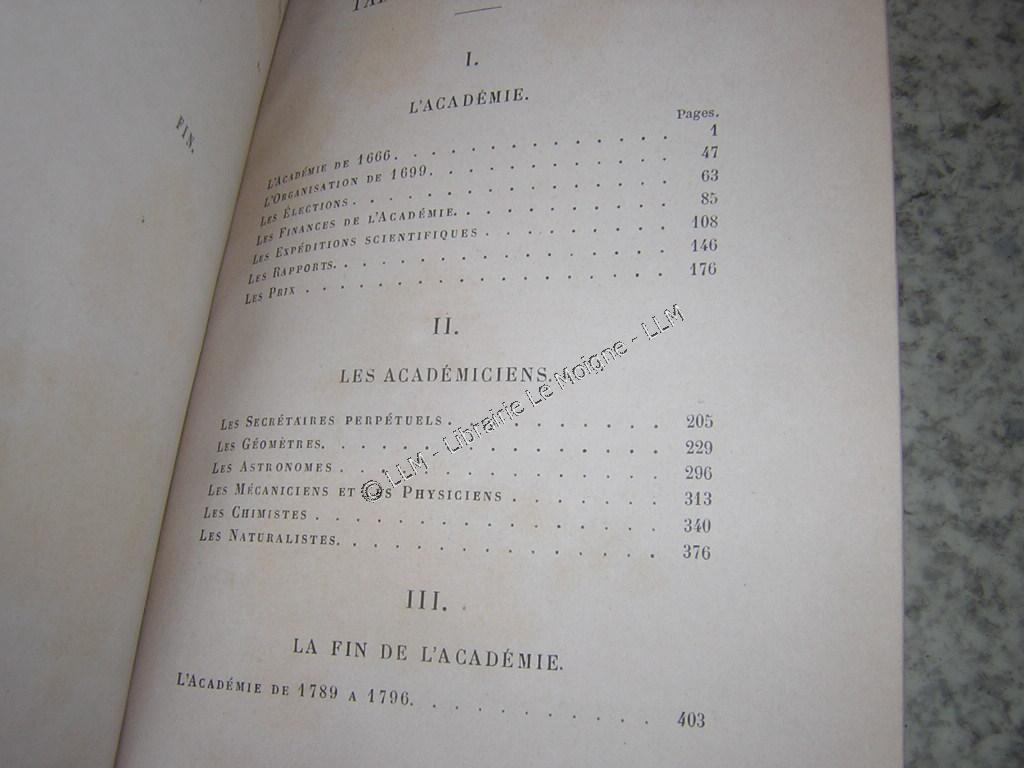 FIN.
I.
L'ACADÉMIE.
Pages.
L'Académie de 1666. . . . . . . . . . . . . 1
L'Organisation de 1699. . . . . . . . . . . 47
Les Élections . . . . . . . . . . . . . . . 63
Les Finances de l'Académie. . . . . . . . . 85
Les Expéditions scientifiques . . . . . . . 108
Les Rapports. . . . . . . . . . . . . . . . 146
Les Prix . . . . . . . . . . . . . . . . . 176
II.
LES ACADÉMICIENS.
Les Secrétaires perpétuels . . . . . . . . . 205
Les Géomètres. . . . . . . . . . . . . . . 229
Les Astronomes . . . . . . . . . . . . . . 296
Les Mécaniciens et les Physiciens . . . . . 313
Les Chimistes . . . . . . . . . . . . . . . 340
Les Naturalistes. . . . . . . . . . . . . . 376
III.
LA FIN DE L'ACADÉMIE.
L'Académie de 1789 a 1796. . . . . . . . . . 403
© LLM - Librairie Le Moigne - LLM